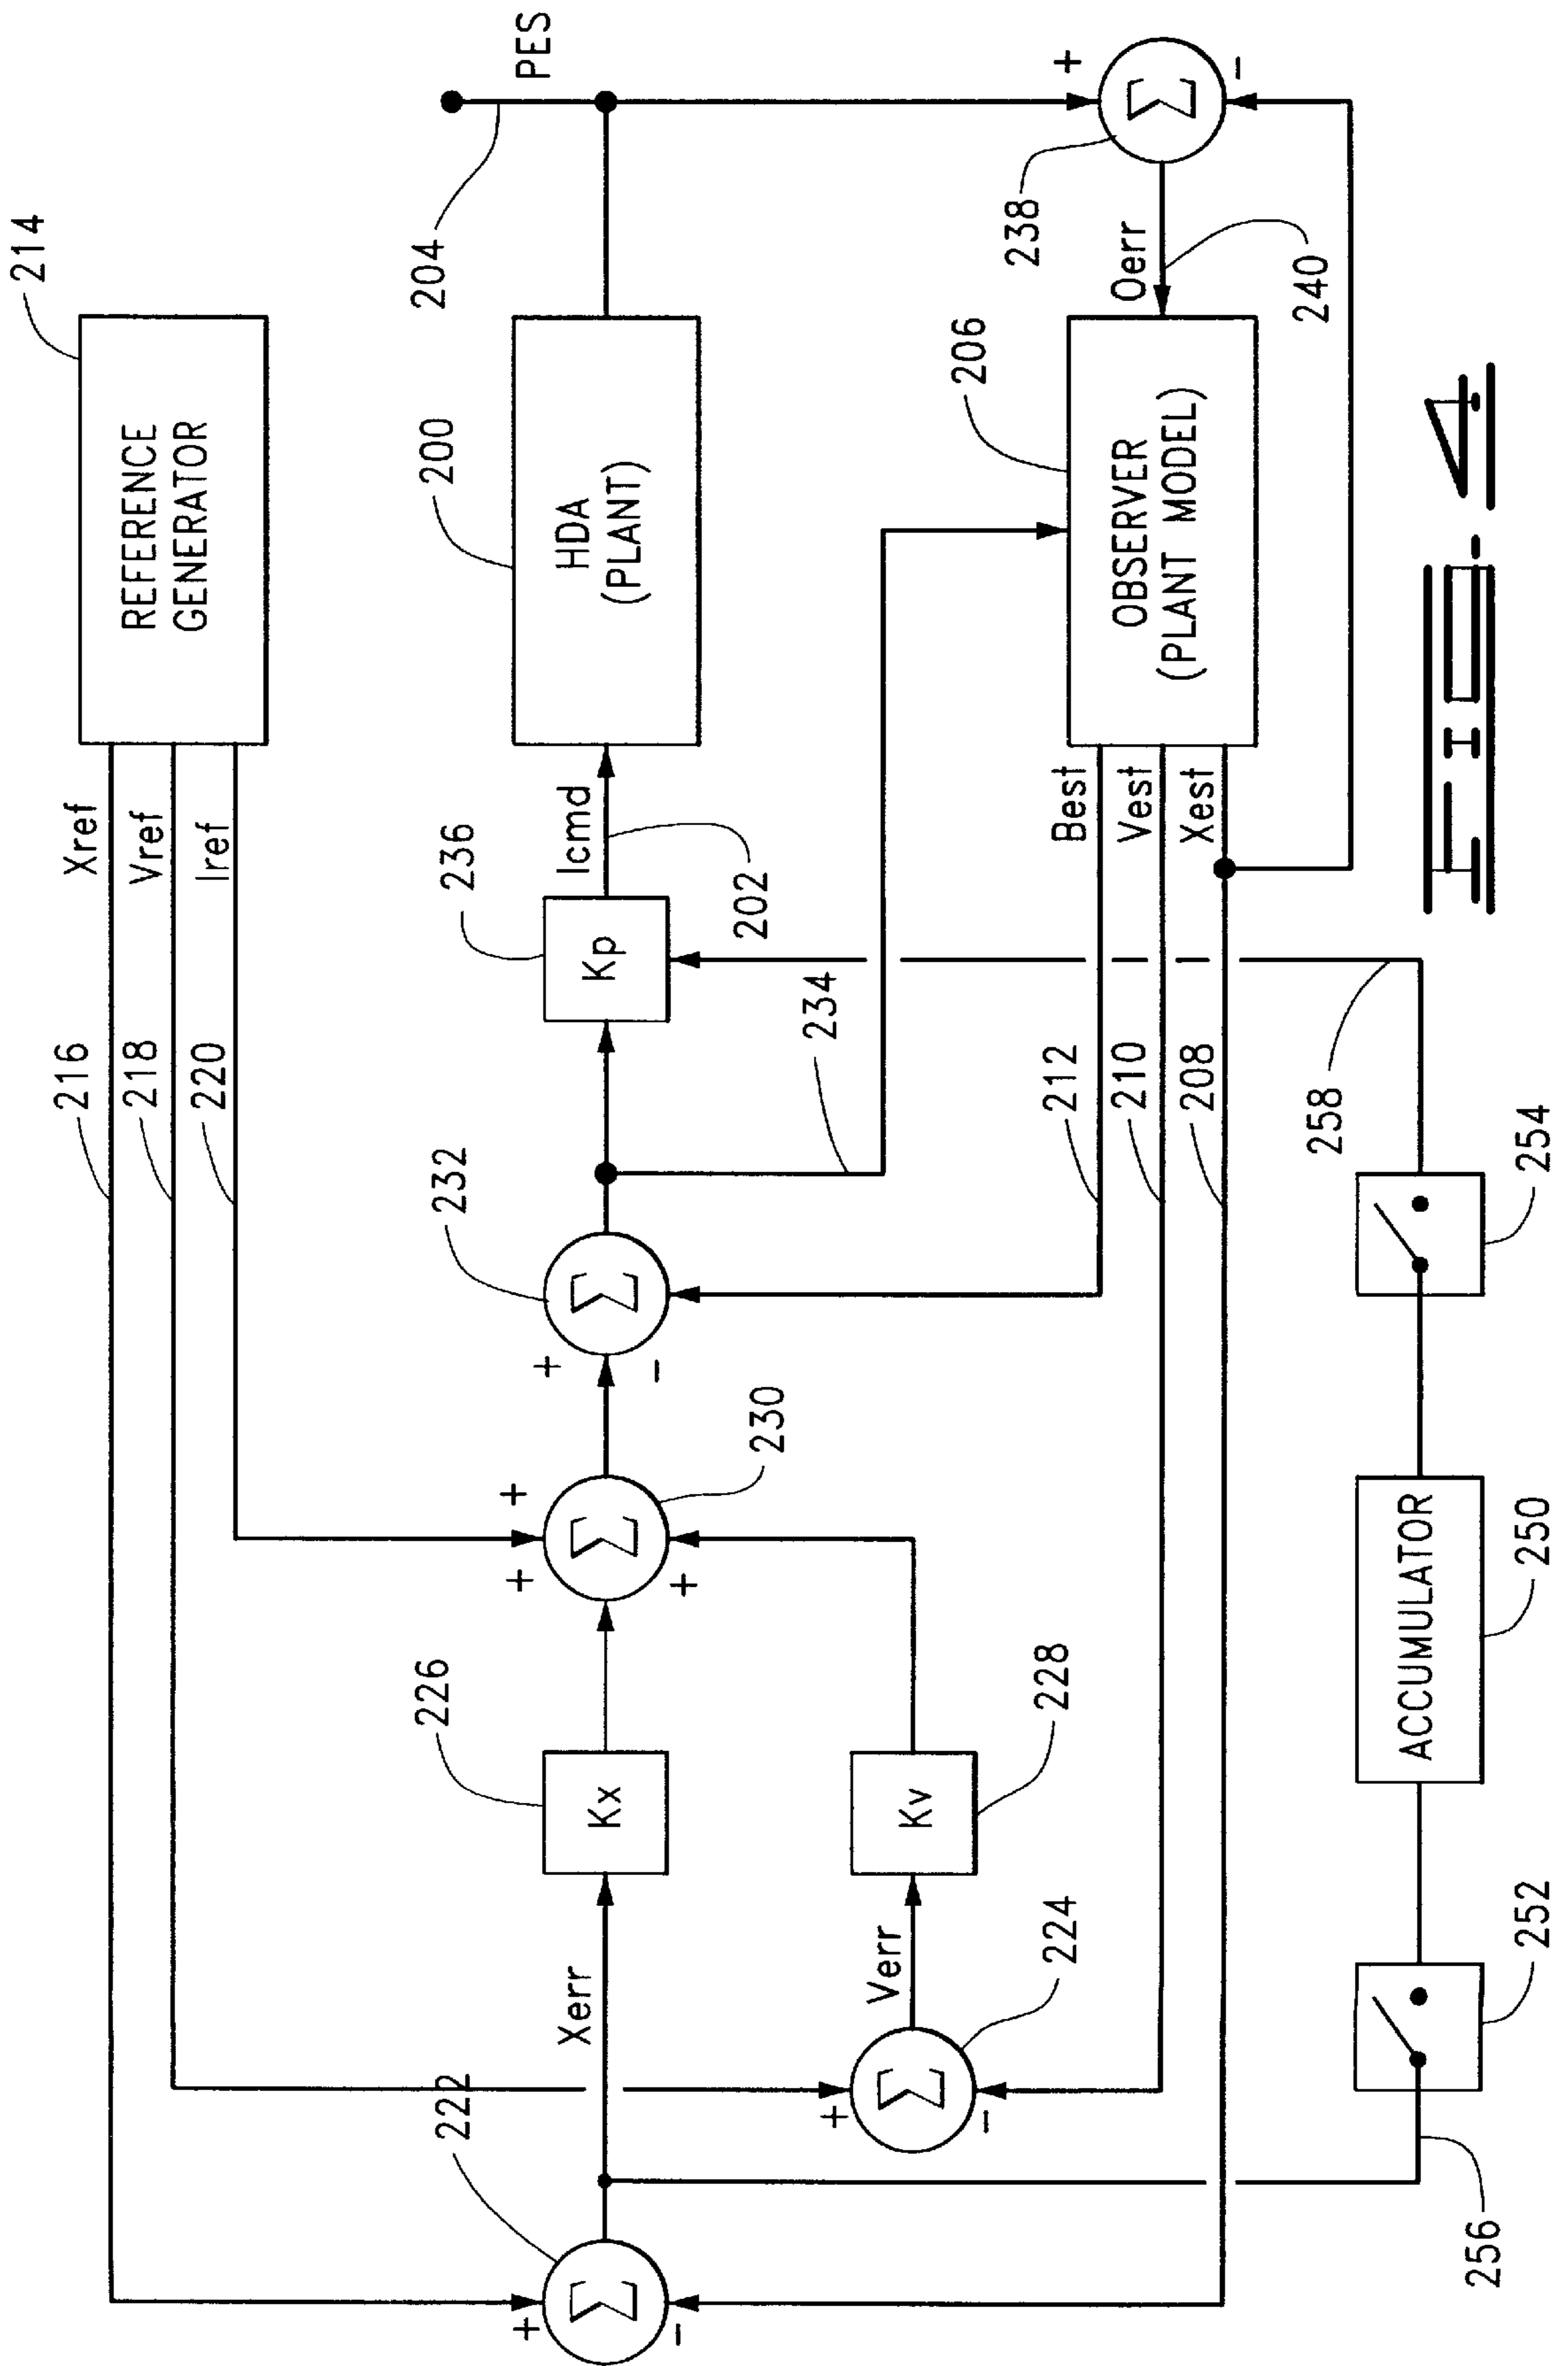 214
REFERENCE
GENERATOR
Xref
Vref
Iref
216
218
220
204
PES
200
HDA
(PLANT)
236
Kp
Icmd
202
232
Σ
+
-
234
230
Σ
+
+
+
226
Kx
228
Kv
Xerr
Verr
222
Σ
+
-
224
Σ
+
-
238
Σ
+
-
Oerr
240
206
OBSERVER
(PLANT MODEL)
Best
Vest
Xest
212
210
208
258
254
ACCUMULATOR
250
252
256
FIG. 4